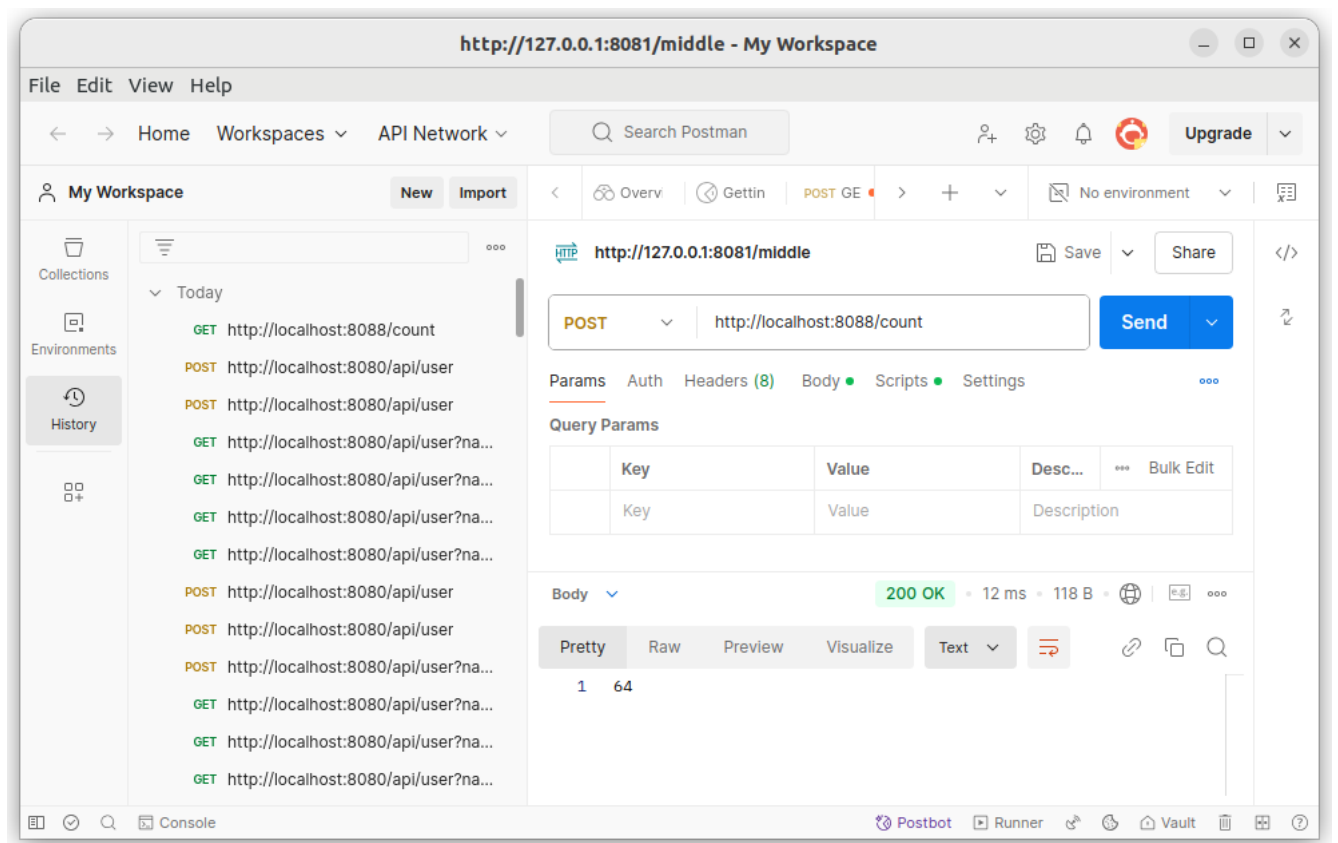 http://127.0.0.1:8081/middle - My Workspace
File Edit View Help
Home Workspaces API Network Search Postman Upgrade
My Workspace New Import Overvi Gettin POST GE No environment
Collections
Environments
History
Today
GET http://localhost:8088/count
POST http://localhost:8080/api/user
POST http://localhost:8080/api/user
GET http://localhost:8080/api/user?na...
GET http://localhost:8080/api/user?na...
GET http://localhost:8080/api/user?na...
GET http://localhost:8080/api/user?na...
POST http://localhost:8080/api/user
POST http://localhost:8080/api/user
POST http://localhost:8080/api/user?na...
GET http://localhost:8080/api/user?na...
GET http://localhost:8080/api/user?na...
GET http://localhost:8080/api/user?na...
HTTP http://127.0.0.1:8081/middle Save Share
POST http://localhost:8088/count Send
Params Auth Headers (8) Body Scripts Settings
Query Params
Key Value Desc... Bulk Edit
Key Value Description
Body 200 OK 12 ms 118 B e.g.
Pretty Raw Preview Visualize Text
1 64
Console Postbot Runner Vault